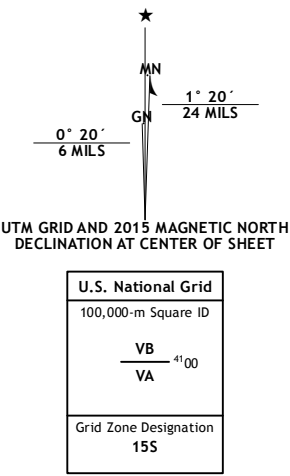 ★
MN
1° 20´
24 MILS
GN
0° 20´
6 MILS
UTM GRID AND 2015 MAGNETIC NORTH
DECLINATION AT CENTER OF SHEET
U.S. National Grid
100,000-m Square ID
VB
4100
VA
Grid Zone Designation
15S